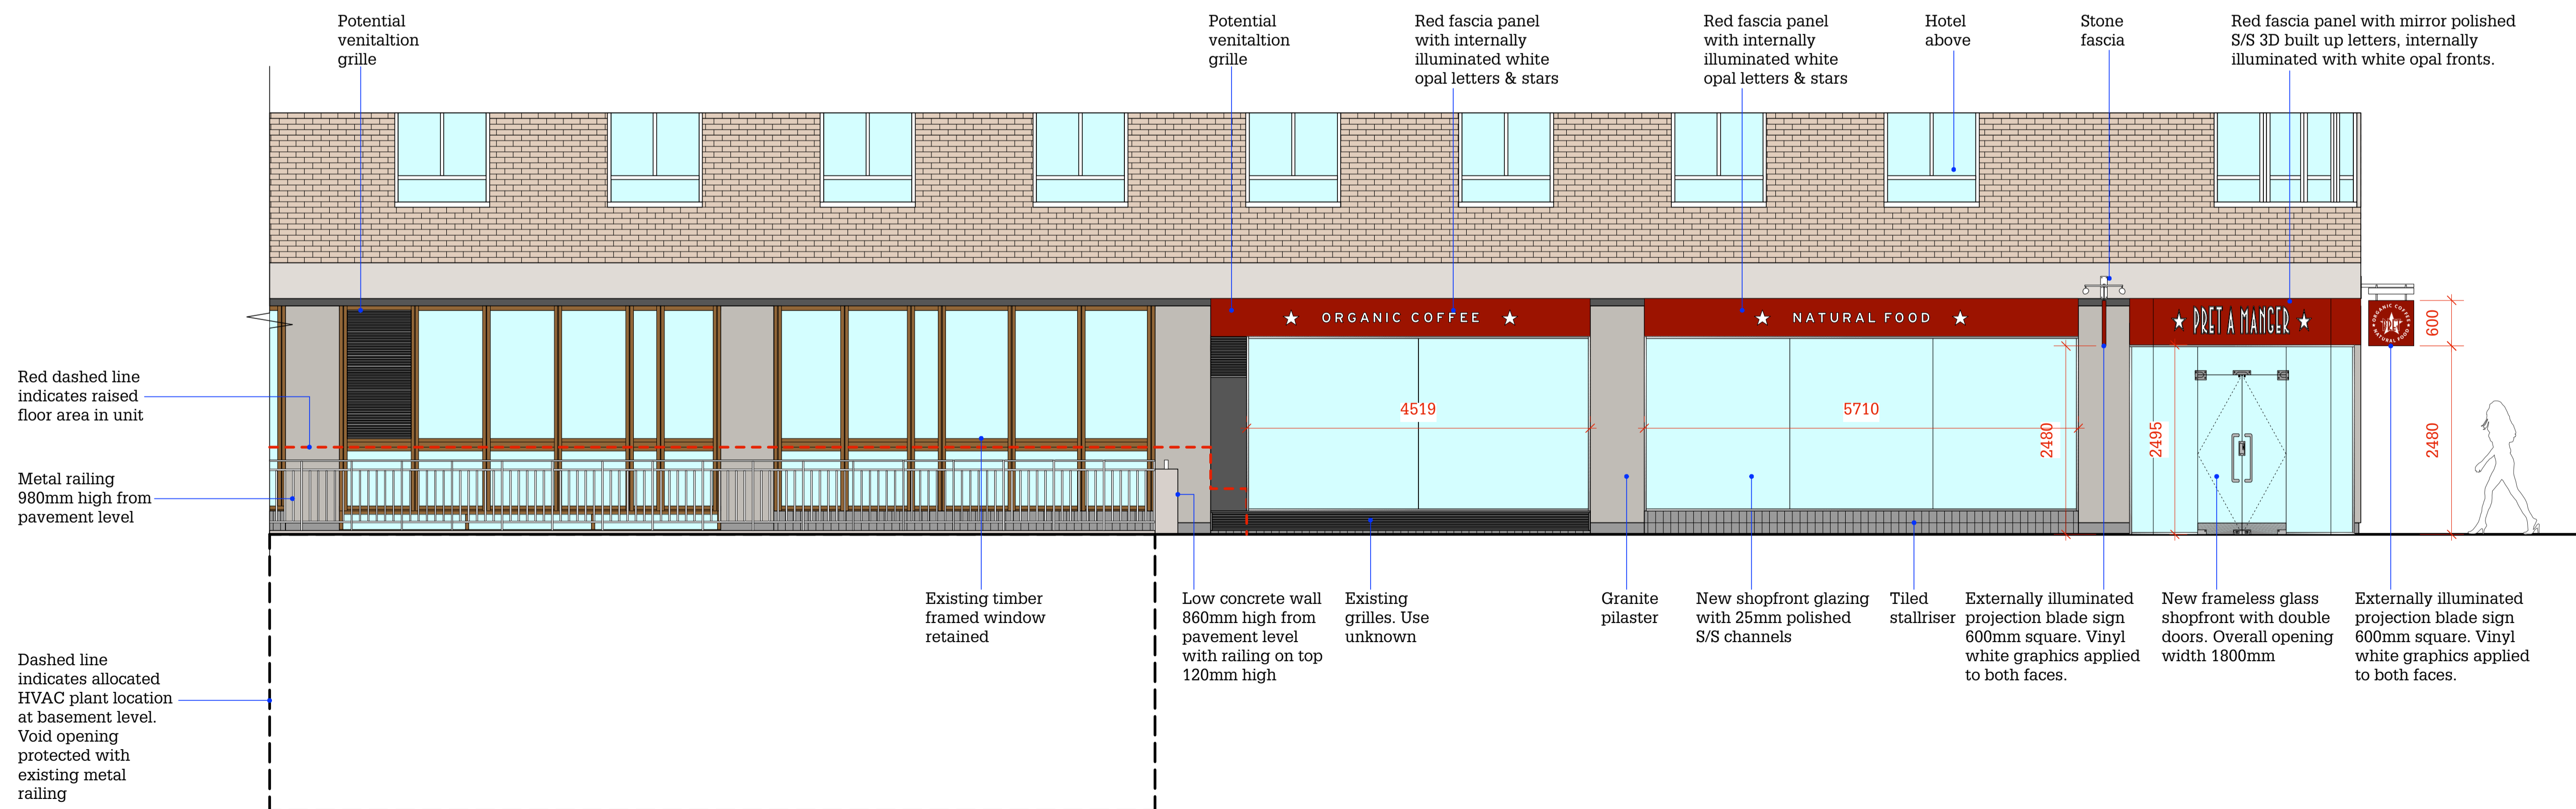 Potential
venitaltion
grille
Potential
venitaltion
grille
Red fascia panel
with internally
illuminated white
opal letters & stars
Red fascia panel
with internally
illuminated white
opal letters & stars
Hotel
above
Stone
fascia
Red fascia panel with mirror polished
S/S 3D built up letters, internally
illuminated with white opal fronts.
ORGANIC COFFEE
NATURAL FOOD
PRET A MANGER
ORGANIC COFFEE
PRET
NATURAL FOOD
600
Red dashed line
indicates raised
floor area in unit
4519
5710
2480
2495
2480
Metal railing
980mm high from
pavement level
Existing timber
framed window
retained
Low concrete wall
860mm high from
pavement level
with railing on top
120mm high
Existing
grilles. Use
unknown
Granite
pilaster
New shopfront glazing
with 25mm polished
S/S channels
Tiled
stallriser
Externally illuminated
projection blade sign
600mm square. Vinyl
white graphics applied
to both faces.
New frameless glass
shopfront with double
doors. Overall opening
width 1800mm
Externally illuminated
projection blade sign
600mm square. Vinyl
white graphics applied
to both faces.
Dashed line
indicates allocated
HVAC plant location
at basement level.
Void opening
protected with
existing metal
railing